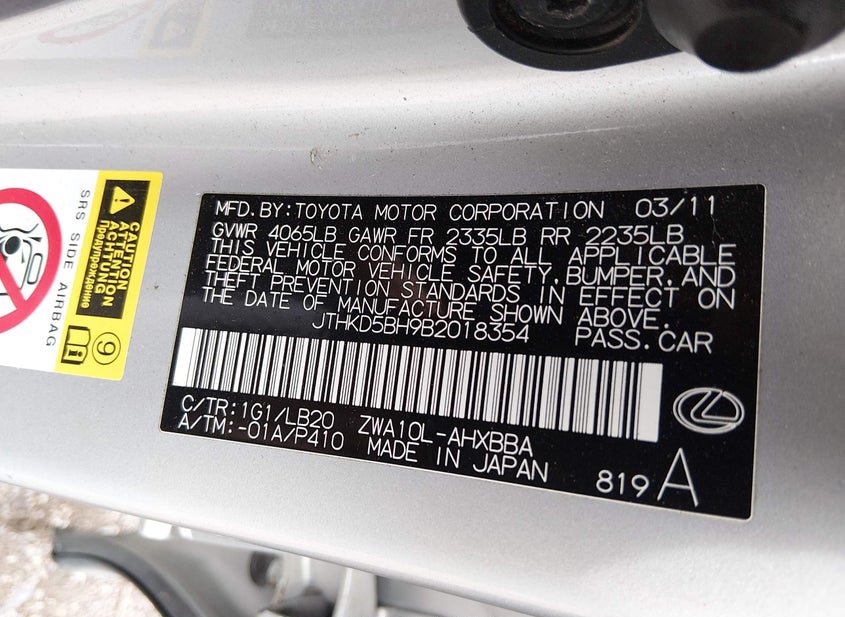 SRS SIDE AIRBAG
CAUTION
ATTENTION
ACHTUNG
Предупреждение
9
MFD. BY: TOYOTA MOTOR CORPORATION 03/11
GVWR 4065LB GAWR FR 2335LB RR 2235LB
THIS VEHICLE CONFORMS TO ALL APPLICABLE
FEDERAL MOTOR VEHICLE SAFETY, BUMPER, AND
THEFT PREVENTION STANDARDS IN EFFECT ON
THE DATE OF MANUFACTURE SHOWN ABOVE.
JTHKD5BH9B2018354 PASS.CAR
C/TR:1G1/LB20 ZWA10L-AHXBBA
A/TM:-01A/P410 MADE IN JAPAN
819 A